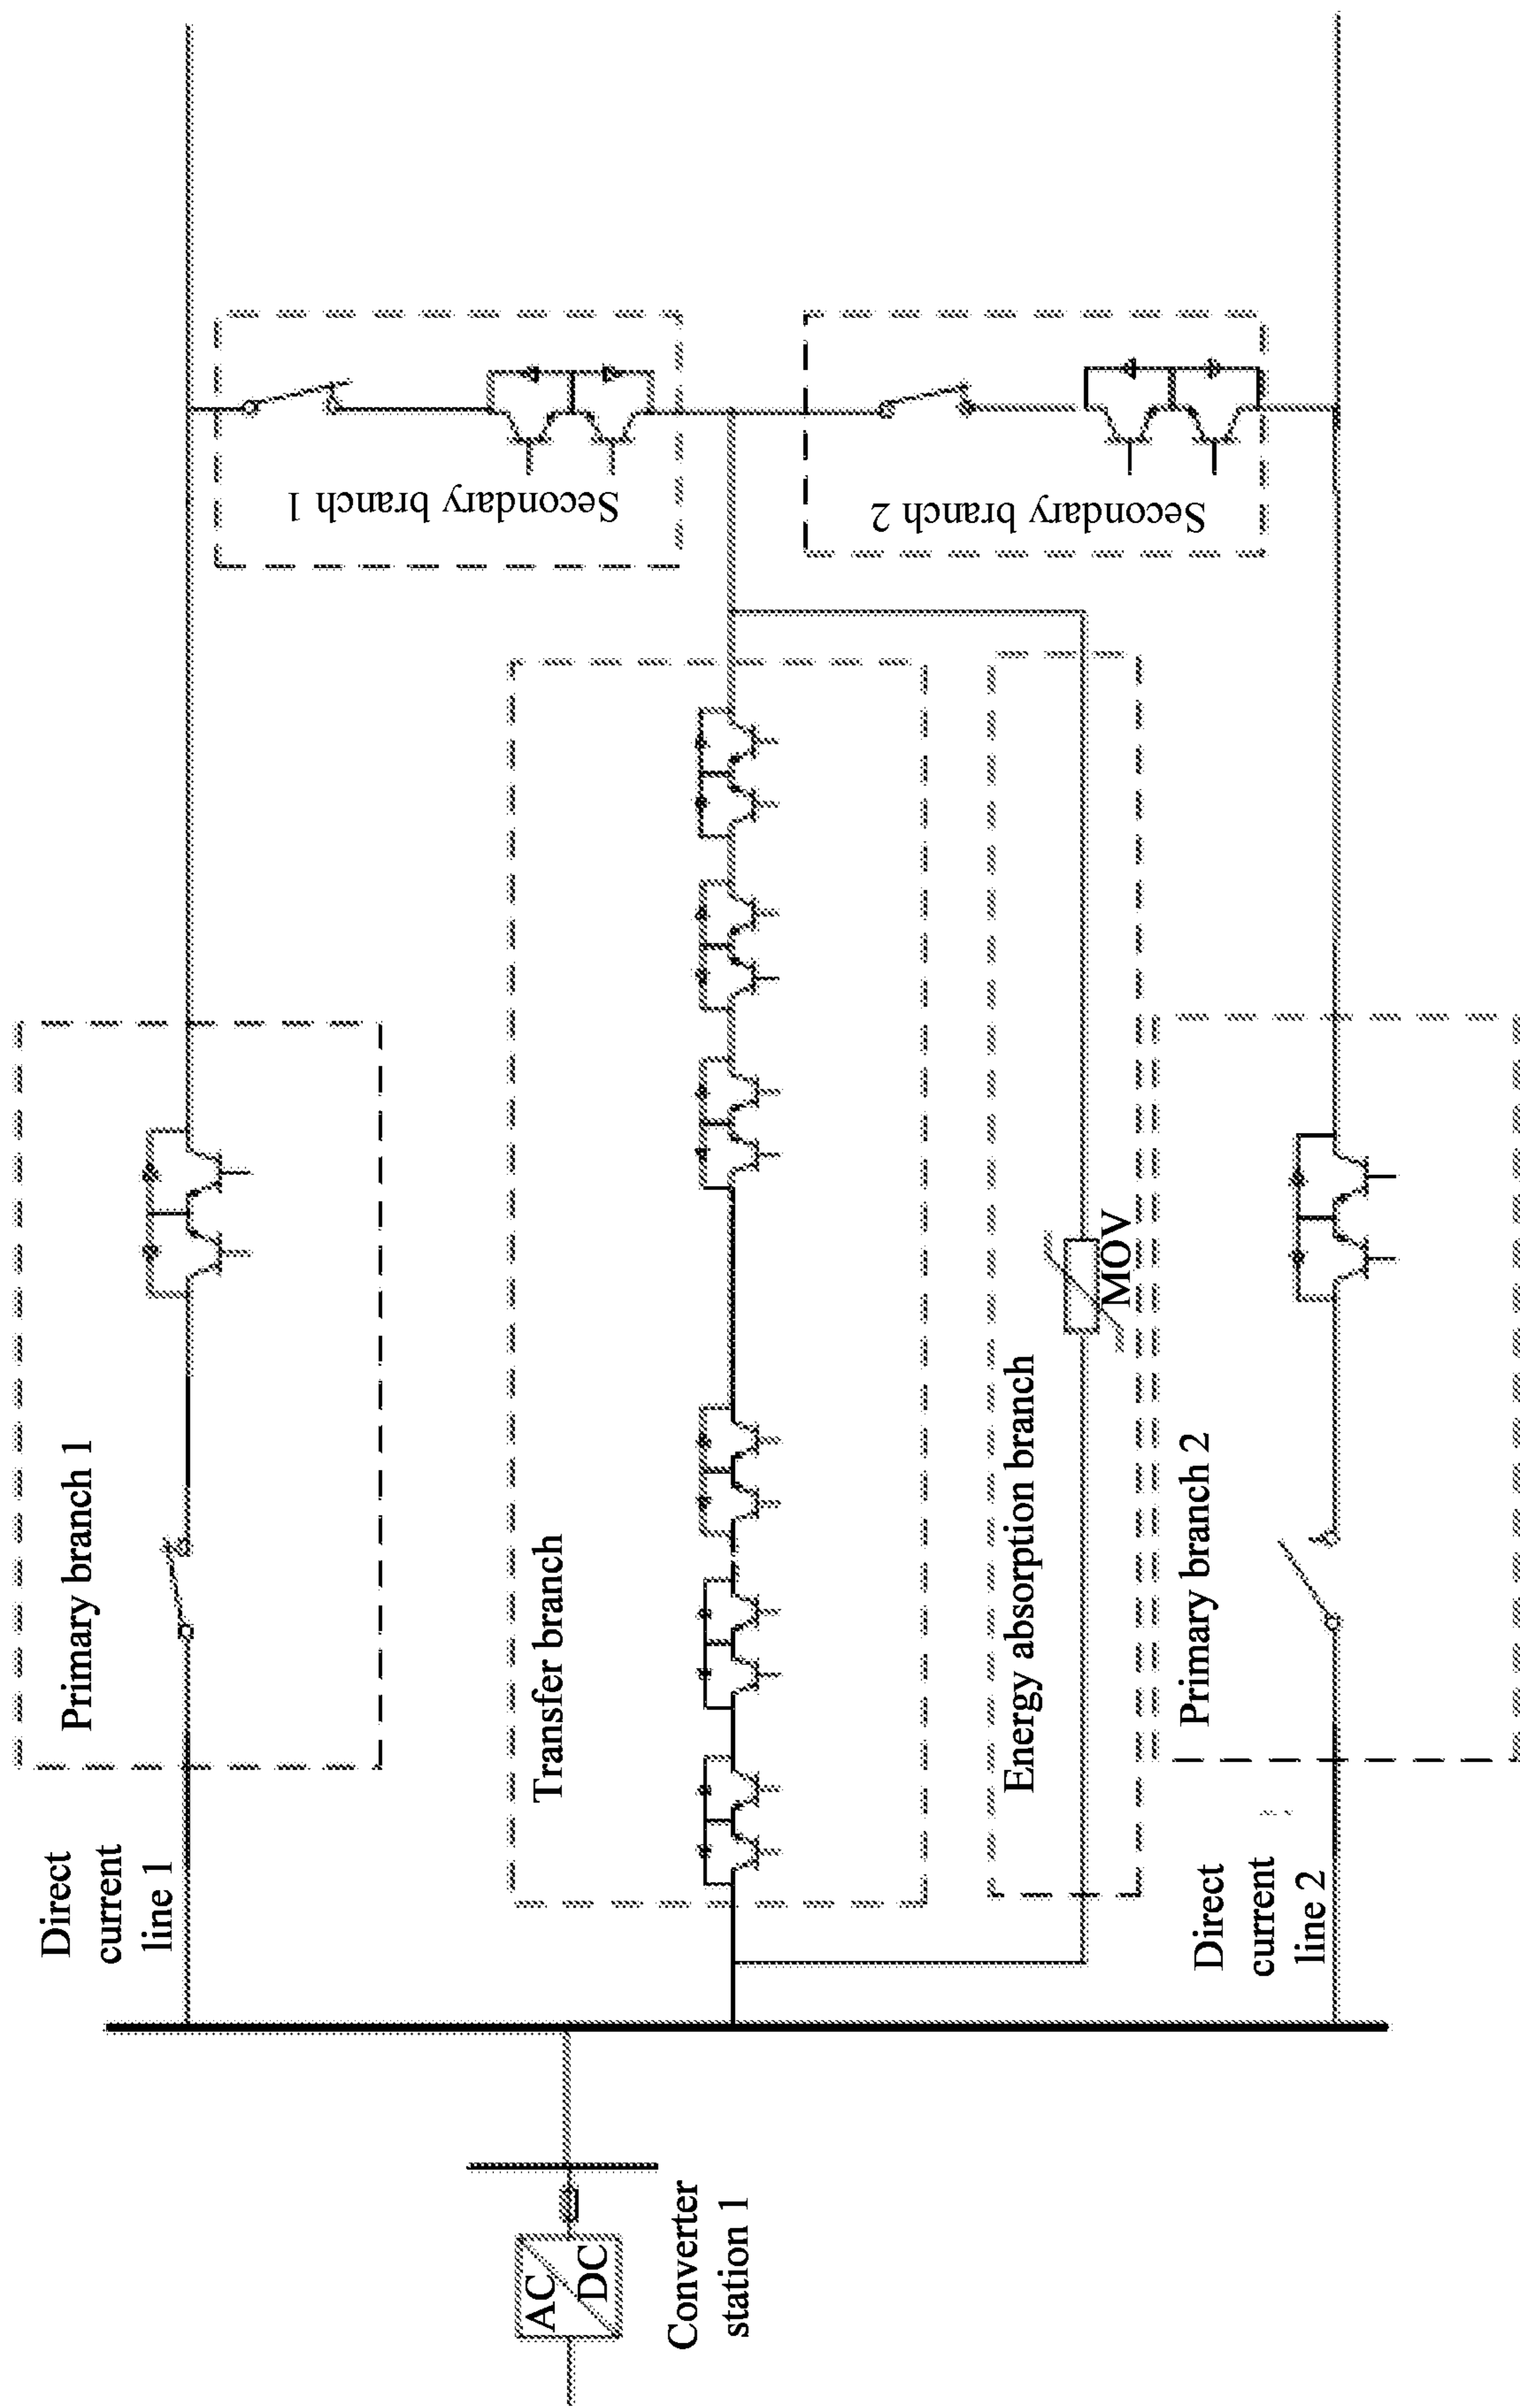 Direct
current
line 1
Primary branch 1
Secondary branch 1
Transfer branch
AC
DC
Converter
station 1
Energy absorption branch
MOV
Secondary branch 2
Direct
current
line 2
Primary branch 2